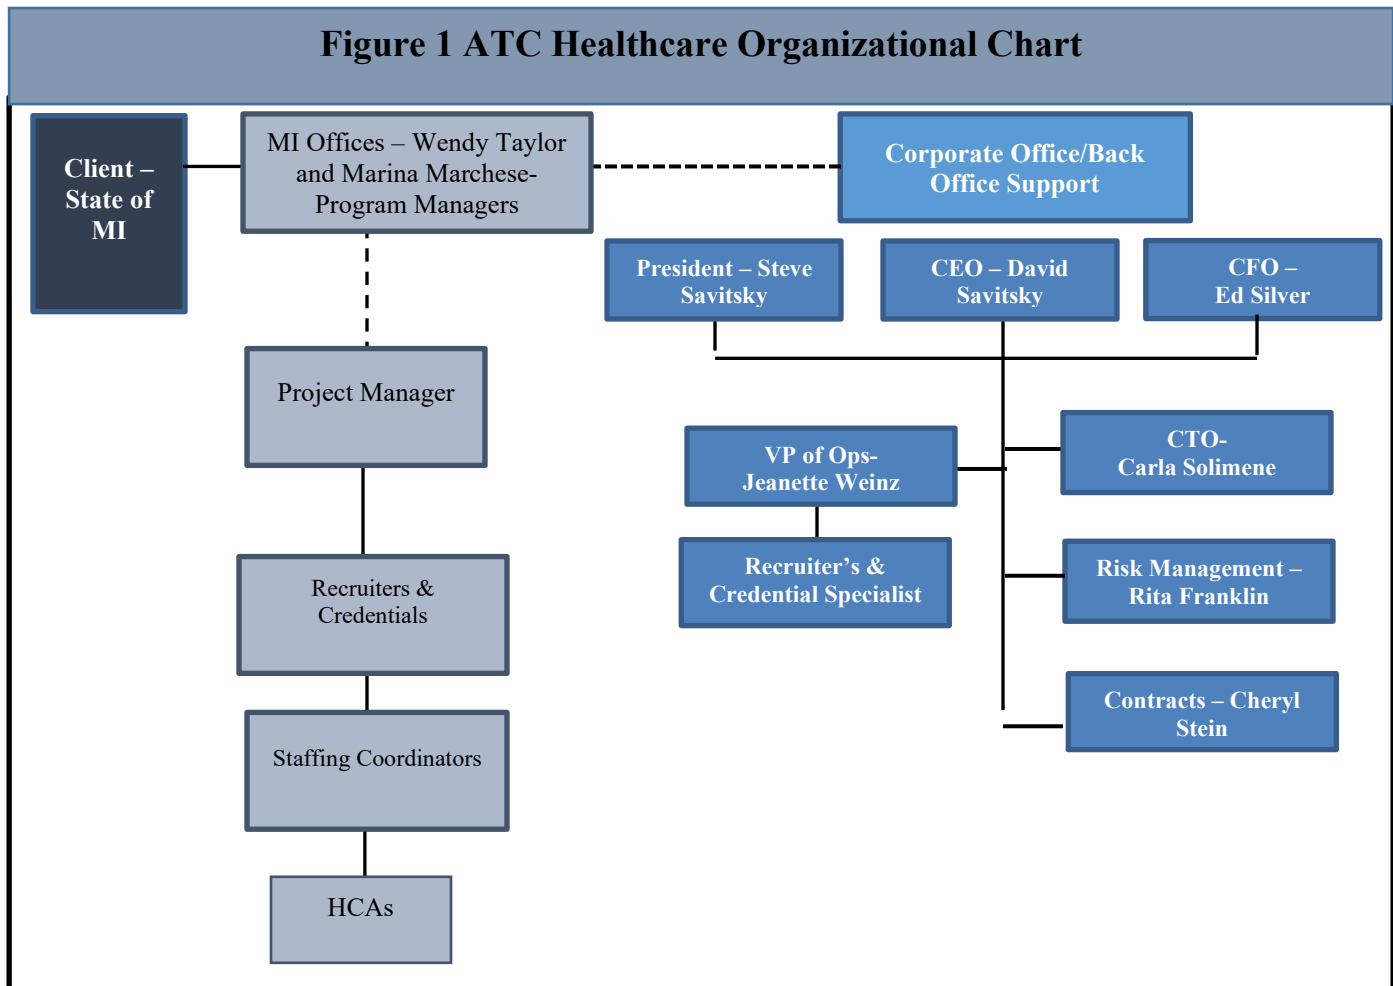 Figure 1 ATC Healthcare Organizational Chart
Client –
State of
MI
MI Offices – Wendy Taylor
and Marina Marchese-
Program Managers
Corporate Office/Back
Office Support
President – Steve
Savitsky
CEO – David
Savitsky
CFO –
Ed Silver
Project Manager
VP of Ops-
Jeanette Weinz
CTO-
Carla Solimene
Recruiters &
Credentials
Recruiter’s &
Credential Specialist
Risk Management –
Rita Franklin
Staffing Coordinators
Contracts – Cheryl
Stein
HCAs